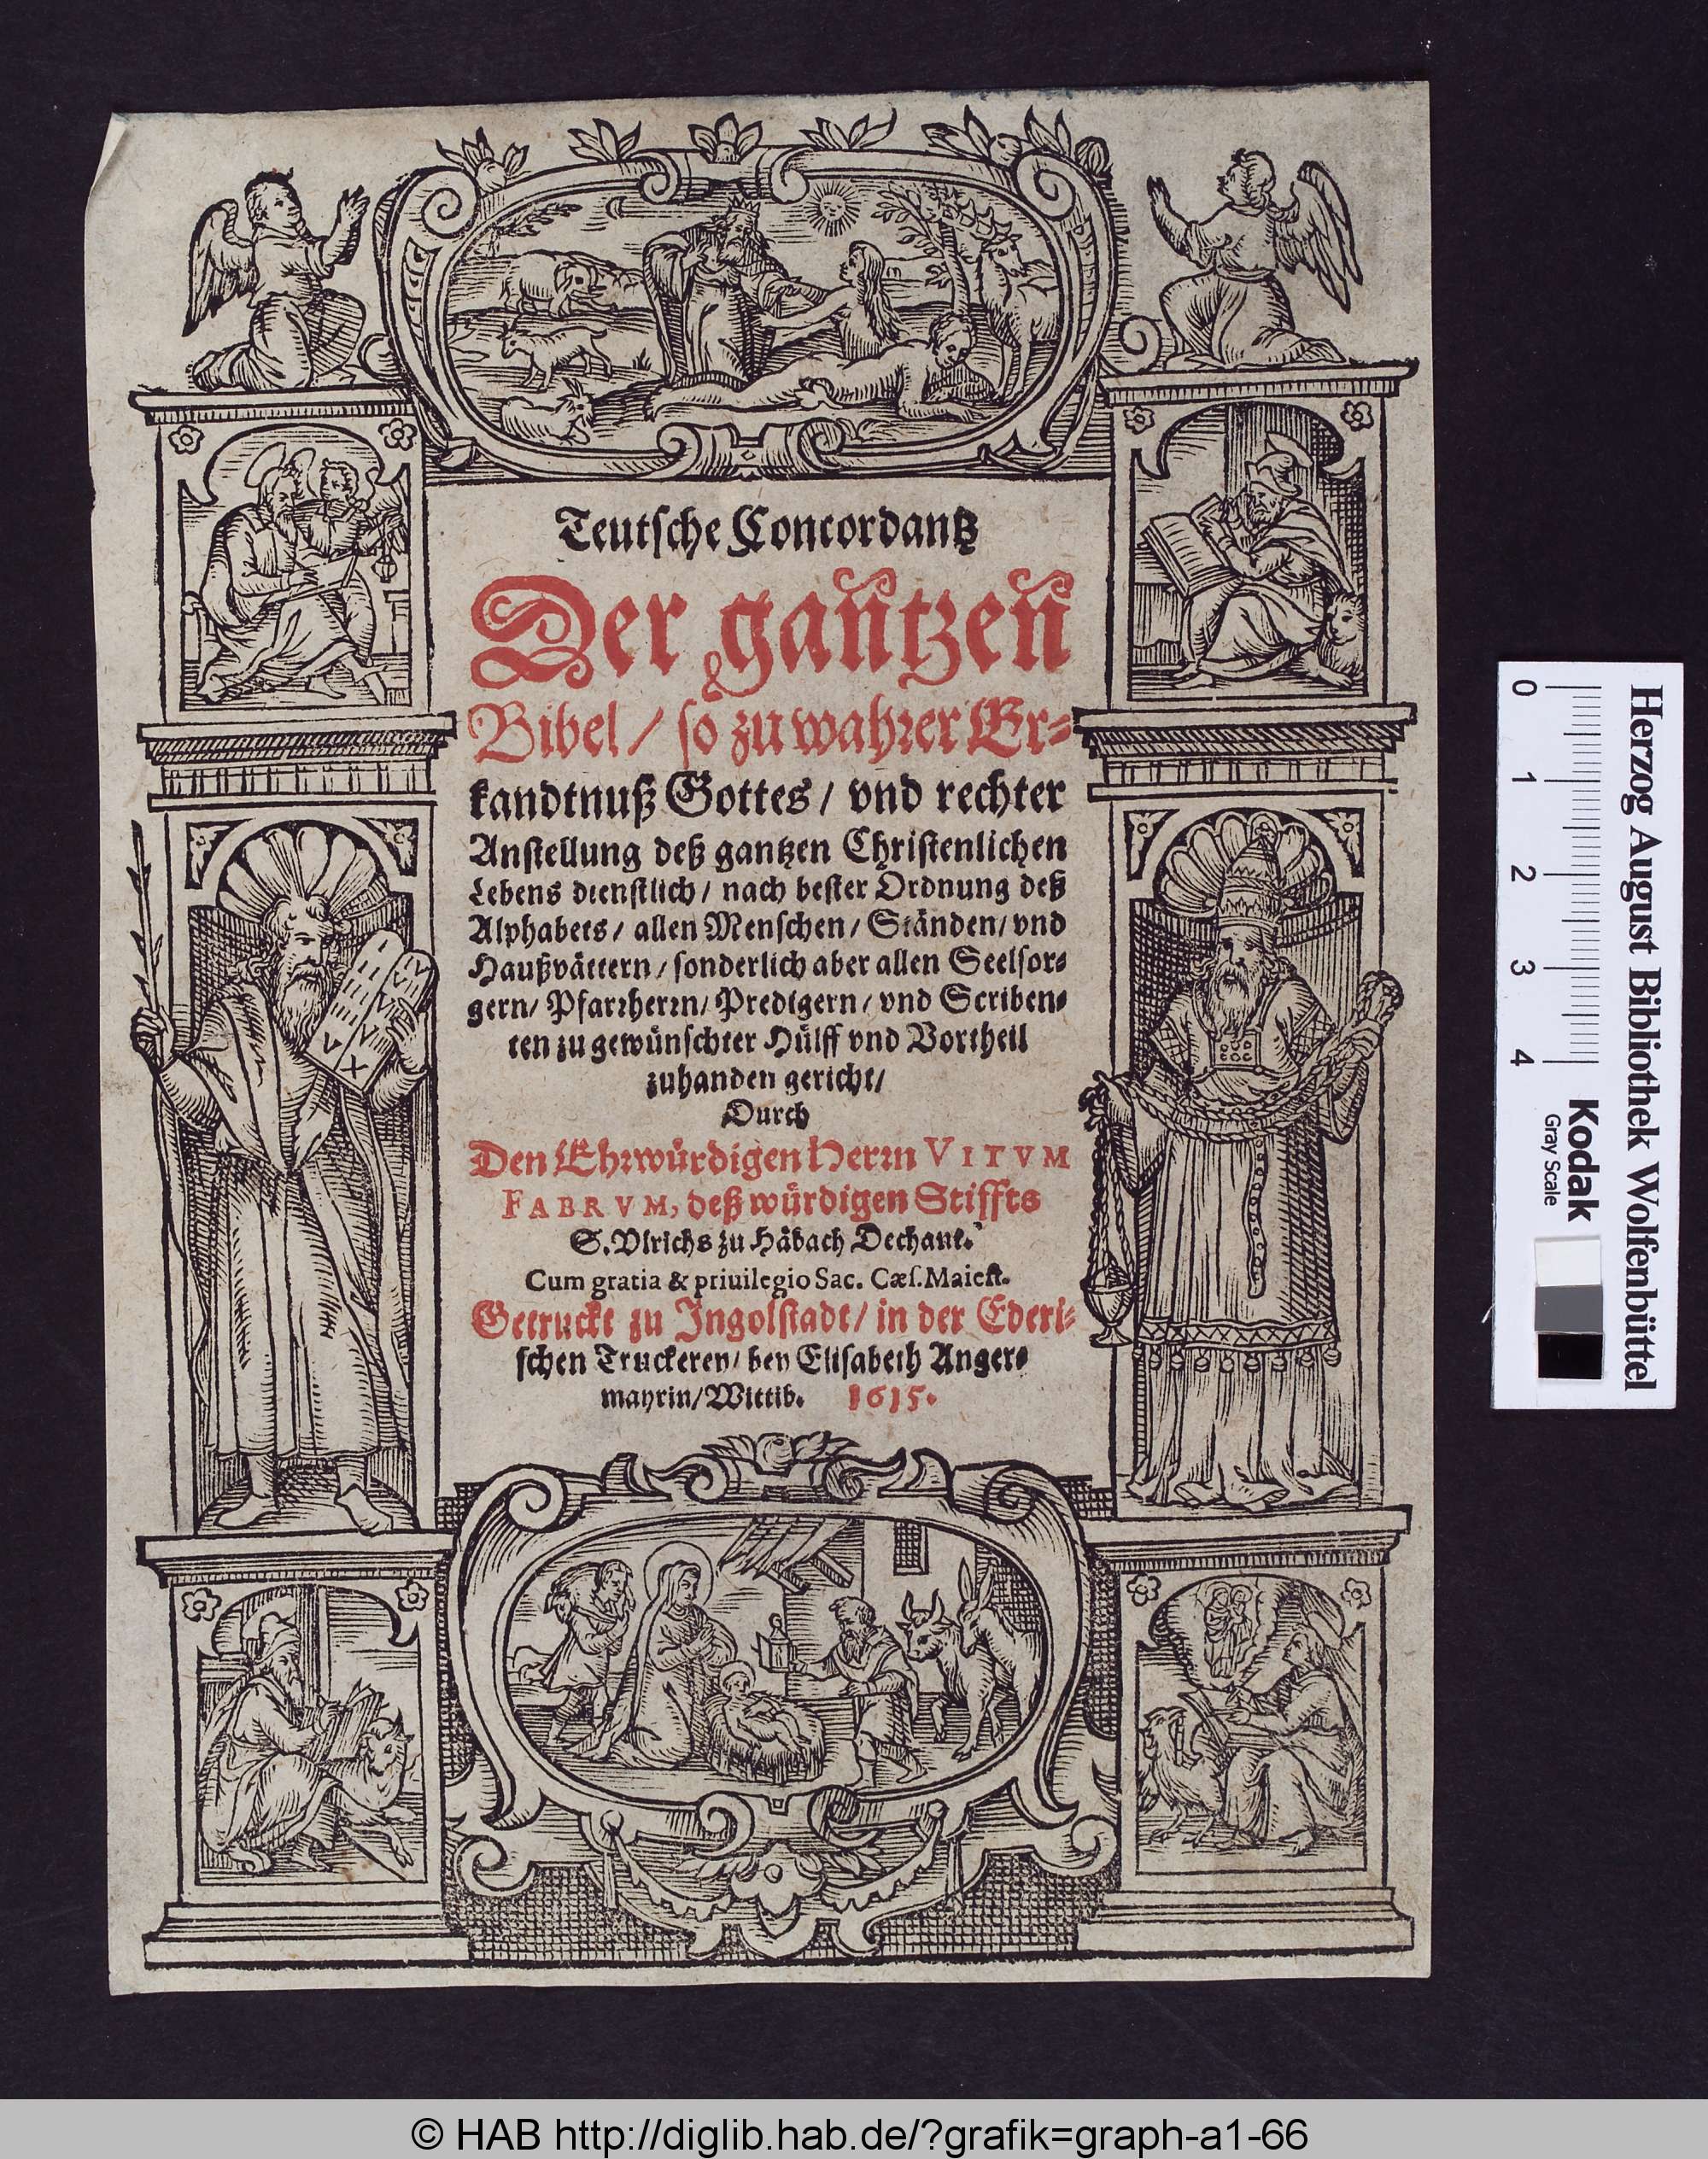 Teutsche Concordantz
Der gantzen
Bibel / so zu wahrer Er-
kandtnuß Gottes / vnd rechter
Anstellung deß gantzen Christenlichen
Lebens dienstlich / nach bester Ordnung deß
Alphabets / allen Menschen / Ständen / vnd
Haußvättern / sonderlich aber allen Seelsor-
gern / Pfarrherrn / Predigern / vnd Scriben-
ten zu gewünschter Hülff vnd Vortheil
zuhanden gericht /
Durch
Den Ehrwürdigen Herrn VITVM
FABRVM, deß würdigen Stiffts
S. Vlrichs zu Häbach Dechant.
Cum gratia & priuilegio Sac. Cæs. Maiest.
Getruckt zu Ingolstadt / in der Ederi-
schen Truckerey / bey Elisabeth Anger-
mayrin / Wittib. 1615.
I II IV V VI X
0 1 2 3 4
Kodak
Gray Scale
Herzog August Bibliothek Wolfenbüttel
© HAB http://diglib.hab.de/?grafik=graph-a1-66